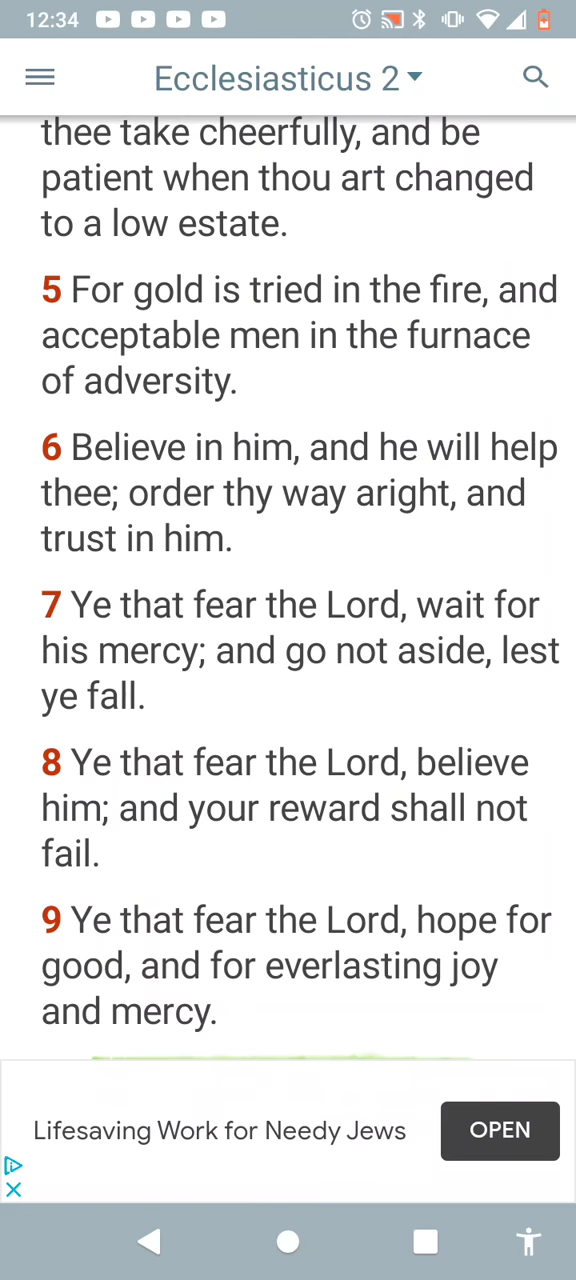 12:34
Ecclesiasticus 2
thee take cheerfully, and be
patient when thou art changed
to a low estate.
5 For gold is tried in the fire, and
acceptable men in the furnace
of adversity.
6 Believe in him, and he will help
thee; order thy way aright, and
trust in him.
7 Ye that fear the Lord, wait for
his mercy; and go not aside, lest
ye fall.
8 Ye that fear the Lord, believe
him; and your reward shall not
fail.
9 Ye that fear the Lord, hope for
good, and for everlasting joy
and mercy.
Lifesaving Work for Needy Jews
OPEN